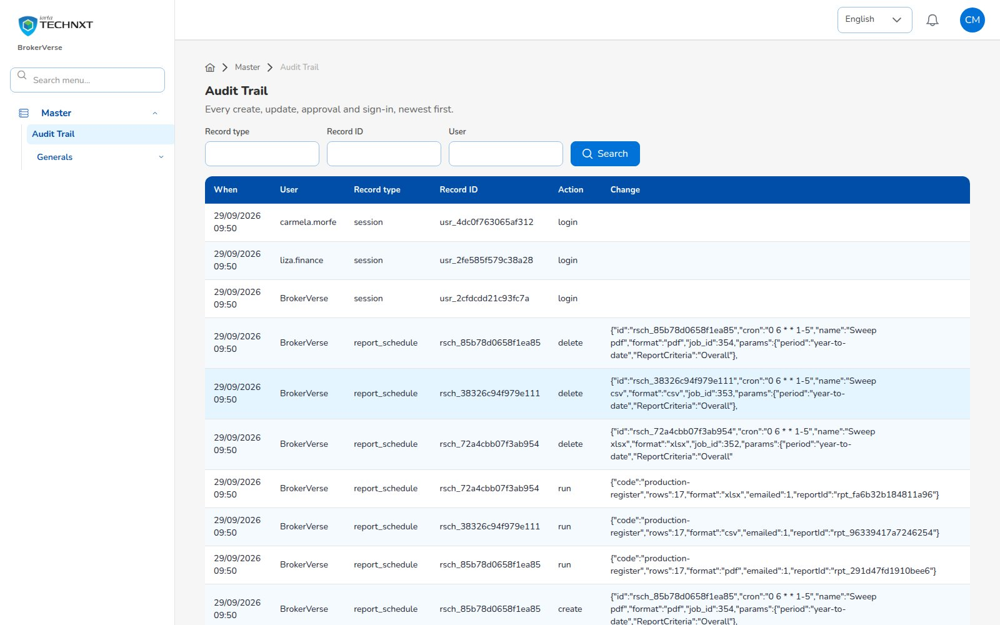 iorta
TECHNXT
BrokerVerse
Search menu...
Master
Audit Trail
Generals
English
CM
Master
Audit Trail
Audit Trail
Every create, update, approval and sign-in, newest first.
Record type
Record ID
User
Search
When User Record type Record ID Action Change
29/09/2026
09:50
carmela.morfe session usr_4dc0f763065af312 login
29/09/2026
09:50
liza.finance session usr_2fe585f579c38a28 login
29/09/2026
09:50
BrokerVerse session usr_2cfdcdd21c93fc7a login
29/09/2026
09:50
BrokerVerse report_schedule rsch_85b78d0658f1ea85 delete
{"id":"rsch_85b78d0658f1ea85","cron":"0 6 * * 1-5","name":"Sweep
pdf","format":"pdf","job_id":354,"params":{"period":"year-to-
date","ReportCriteria":"Overall"},
29/09/2026
09:50
BrokerVerse report_schedule rsch_38326c94f979e111 delete
{"id":"rsch_38326c94f979e111","cron":"0 6 * * 1-5","name":"Sweep
csv","format":"csv","job_id":353,"params":{"period":"year-to-
date","ReportCriteria":"Overall"},
29/09/2026
09:50
BrokerVerse report_schedule rsch_72a4cbb07f3ab954 delete
{"id":"rsch_72a4cbb07f3ab954","cron":"0 6 * * 1-5","name":"Sweep
xlsx","format":"xlsx","job_id":352,"params":{"period":"year-to-
date","ReportCriteria":"Overall"
29/09/2026
09:50
BrokerVerse report_schedule rsch_72a4cbb07f3ab954 run
{"code":"production-
register","rows":17,"format":"xlsx","emailed":1,"reportId":"rpt_fa6b32b184811a96"}
29/09/2026
09:50
BrokerVerse report_schedule rsch_38326c94f979e111 run
{"code":"production-
register","rows":17,"format":"csv","emailed":1,"reportId":"rpt_96339417a7246254"}
29/09/2026
09:50
BrokerVerse report_schedule rsch_85b78d0658f1ea85 run
{"code":"production-
register","rows":17,"format":"pdf","emailed":1,"reportId":"rpt_291d47fd1910bee6"}
29/09/2026
09:50
BrokerVerse report_schedule rsch_85b78d0658f1ea85 create
{"id":"rsch_85b78d0658f1ea85","cron":"0 6 * * 1-5","name":"Sweep
pdf","format":"pdf","job_id":354,"params":{"period":"year-to-
date","ReportCriteria":"Overall"},